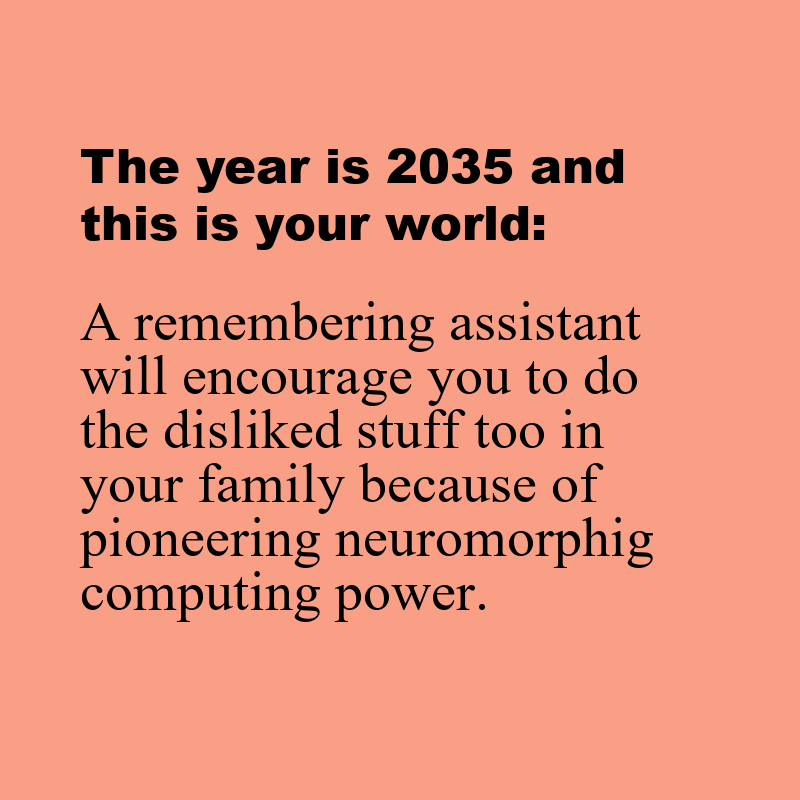 The year is 2035 and
this is your world:
A remembering assistant
will encourage you to do
the disliked stuff too in
your family because of
pioneering neuromorphig
computing power.